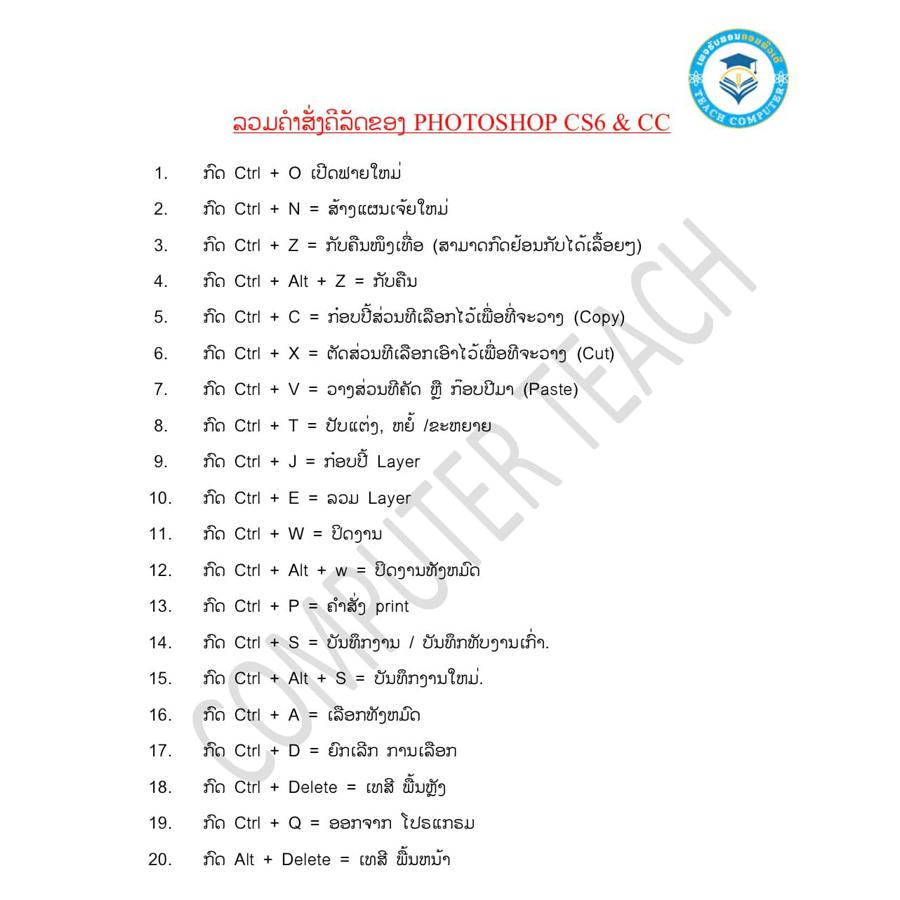 ເພຈຮັບສອນຄອມພິວເຕີ
TEACH COMPUTER
ລວມຄຳສັ່ງຄີລັດຂອງ PHOTOSHOP CS6 & CC
1. ກົດ Ctrl + O ເປີດຟາຍໃຫມ່
2. ກົດ Ctrl + N = ສ້າງແຜນເຈ້ຍໃຫມ່
3. ກົດ Ctrl + Z = ກັບຄືນໜຶ່ງເທື່ອ (ສາມາດກົດຍ້ອນກັບໄດ້ເລື້ອຍໆ)
4. ກົດ Ctrl + Alt + Z = ກັບຄືນ
5. ກົດ Ctrl + C = ກ໋ອບປີ້ສ່ວນທີເລືອກໄວ້ເພື່ອທີ່ຈະວາງ (Copy)
6. ກົດ Ctrl + X = ຕັດສ່ວນທີເລືອກເອົາໄວ້ເພື່ອທີຈະວາງ (Cut)
7. ກົດ Ctrl + V = ວາງສ່ວນທີຄັດ ຫຼື ກ໊ອບປີມາ (Paste)
8. ກົດ Ctrl + T = ປັບແຕ່ງ, ຫຍໍ້ /ຂະຫຍາຍ
9. ກົດ Ctrl + J = ກ໋ອບປີ້ Layer
10. ກົດ Ctrl + E = ລວມ Layer
11. ກົດ Ctrl + W = ປິດງານ
12. ກົດ Ctrl + Alt + w = ປິດງານທັງຫມົດ
13. ກົດ Ctrl + P = ຄຳສັ່ງ print
14. ກົດ Ctrl + S = ບັນທຶກງານ / ບັນທຶກທັບງານເກົ່າ.
15. ກົດ Ctrl + Alt + S = ບັນທຶກງານໃຫມ່.
16. ກົດ Ctrl + A = ເລືອກທັງຫມົດ
17. ກົດ Ctrl + D = ຍົກເລີກ ການເລືອກ
18. ກົດ Ctrl + Delete = ເທສີ ພື້ນຫຼັງ
19. ກົດ Ctrl + Q = ອອກຈາກ ໂປຣແກຣມ
20. ກົດ Alt + Delete = ເທສີ ພື້ນຫນ້າ
COMPUTER TEACH